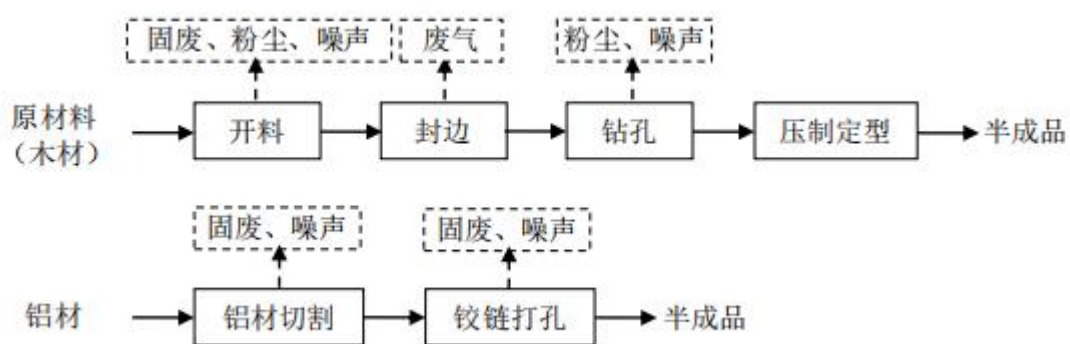 固废、粉尘、噪声
废气
粉尘、噪声
原材料
（木材）
开料
封边
钻孔
压制定型
半成品
固废、噪声
固废、噪声
铝材
铝材切割
铰链打孔
半成品